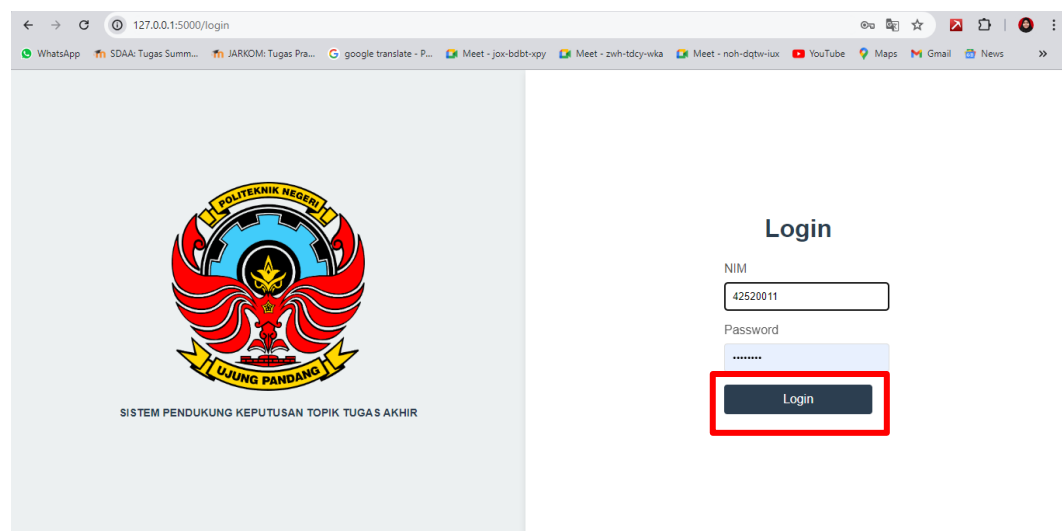 127.0.0.1:5000/login
WhatsApp SDAA: Tugas Summ... JARKOM: Tugas Pra... google translate - P... Meet - jox-bdbt-xpy Meet - zwh-tdcy-wka Meet - noh-dqtw-iux YouTube Maps Gmail News »
POLITEKNIK NEGERI
UJUNG PANDANG
SISTEM PENDUKUNG KEPUTUSAN TOPIK TUGAS AKHIR
Login
NIM
42520011
Password
········
Login